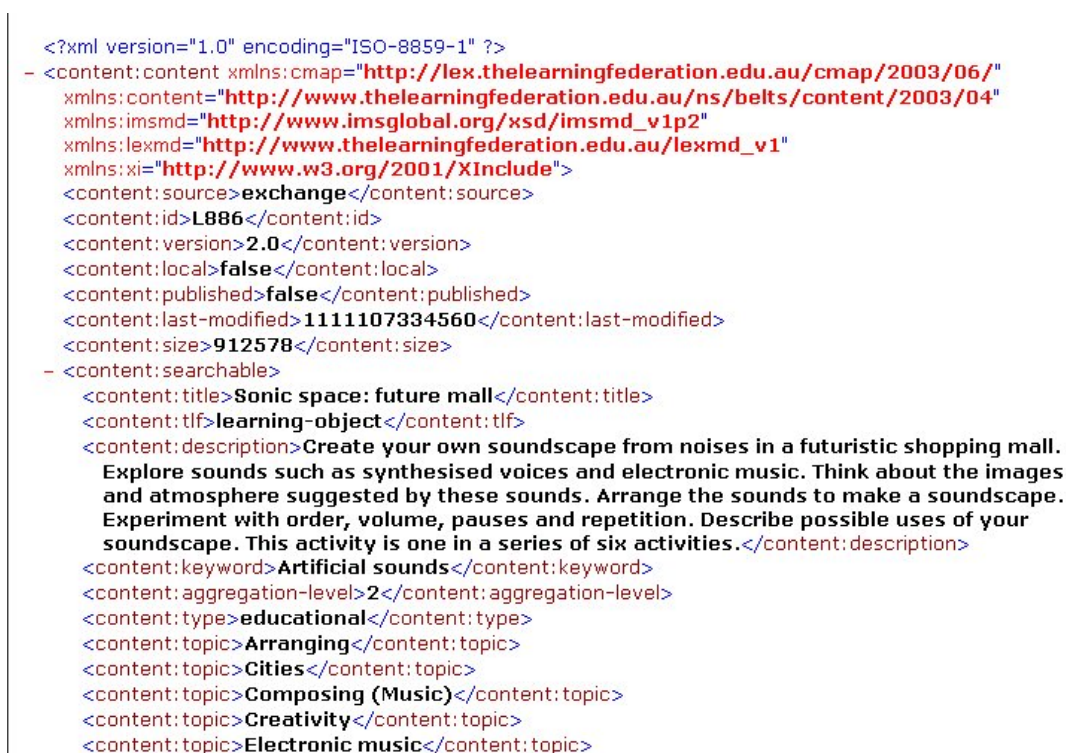 <?xml version="1.0" encoding="ISO-8859-1" ?>
- <content:content xmlns:cmap="http://lex.thelearningfederation.edu.au/cmap/2003/06/"
xmlns:content="http://www.thelearningfederation.edu.au/ns/belts/content/2003/04"
xmlns:imsmd="http://www.imsglobal.org/xsd/imsmd_v1p2"
xmlns:lexmd="http://www.thelearningfederation.edu.au/lexmd_v1"
xmlns:xi="http://www.w3.org/2001/XInclude">
<content:source>exchange</content:source>
<content:id>L886</content:id>
<content:version>2.0</content:version>
<content:local>false</content:local>
<content:published>false</content:published>
<content:last-modified>1111107334560</content:last-modified>
<content:size>912578</content:size>
- <content:searchable>
<content:title>Sonic space: future mall</content:title>
<content:tlf>learning-object</content:tlf>
<content:description>Create your own soundscape from noises in a futuristic shopping mall.
Explore sounds such as synthesised voices and electronic music. Think about the images
and atmosphere suggested by these sounds. Arrange the sounds to make a soundscape.
Experiment with order, volume, pauses and repetition. Describe possible uses of your
soundscape. This activity is one in a series of six activities.</content:description>
<content:keyword>Artificial sounds</content:keyword>
<content:aggregation-level>2</content:aggregation-level>
<content:type>educational</content:type>
<content:topic>Arranging</content:topic>
<content:topic>Cities</content:topic>
<content:topic>Composing (Music)</content:topic>
<content:topic>Creativity</content:topic>
<content:topic>Electronic music</content:topic>